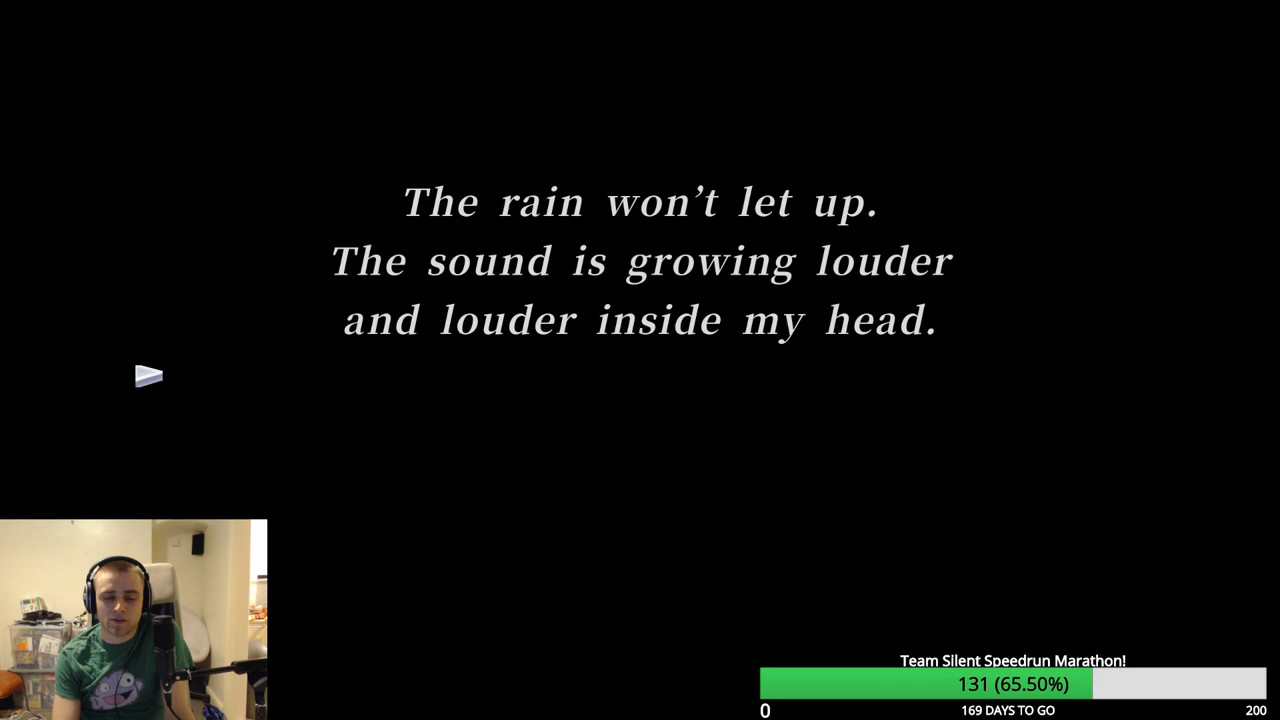 The rain won’t let up.
The sound is growing louder
and louder inside my head.
Team Silent Speedrun Marathon!
131 (65.50%)
0
169 DAYS TO GO
200